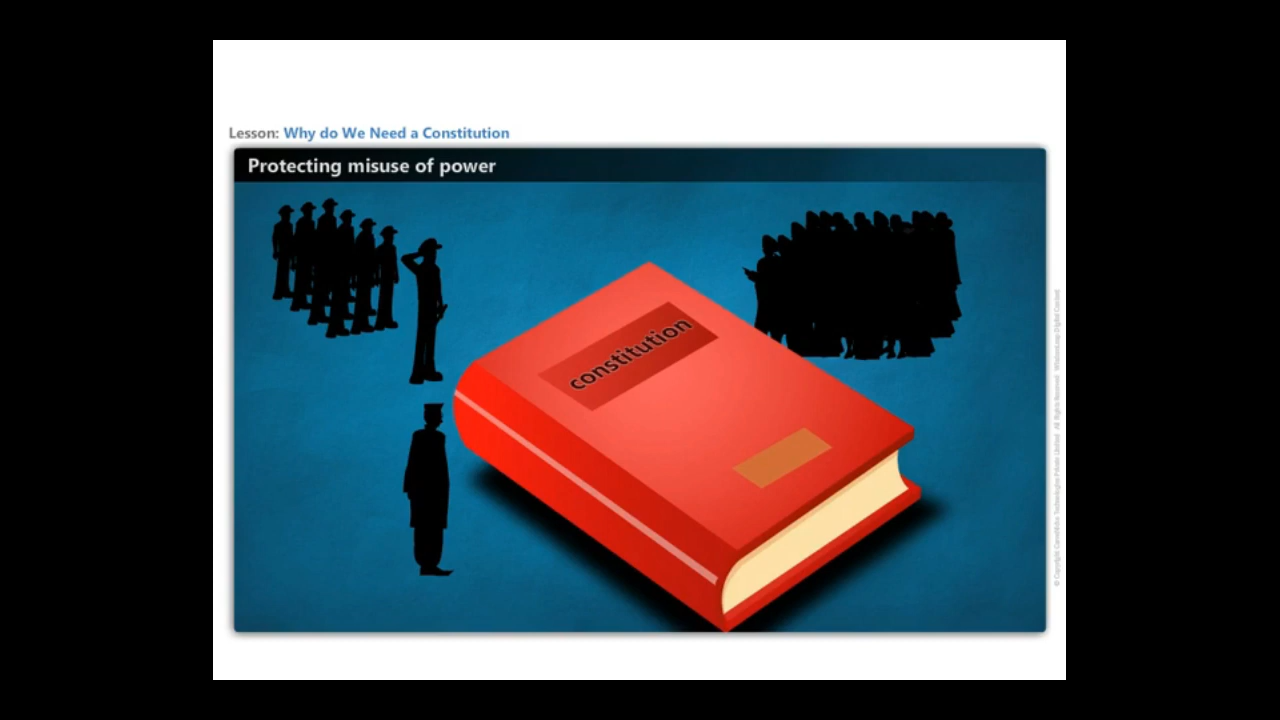 Lesson: Why do We Need a Constitution
Protecting misuse of power
constitution